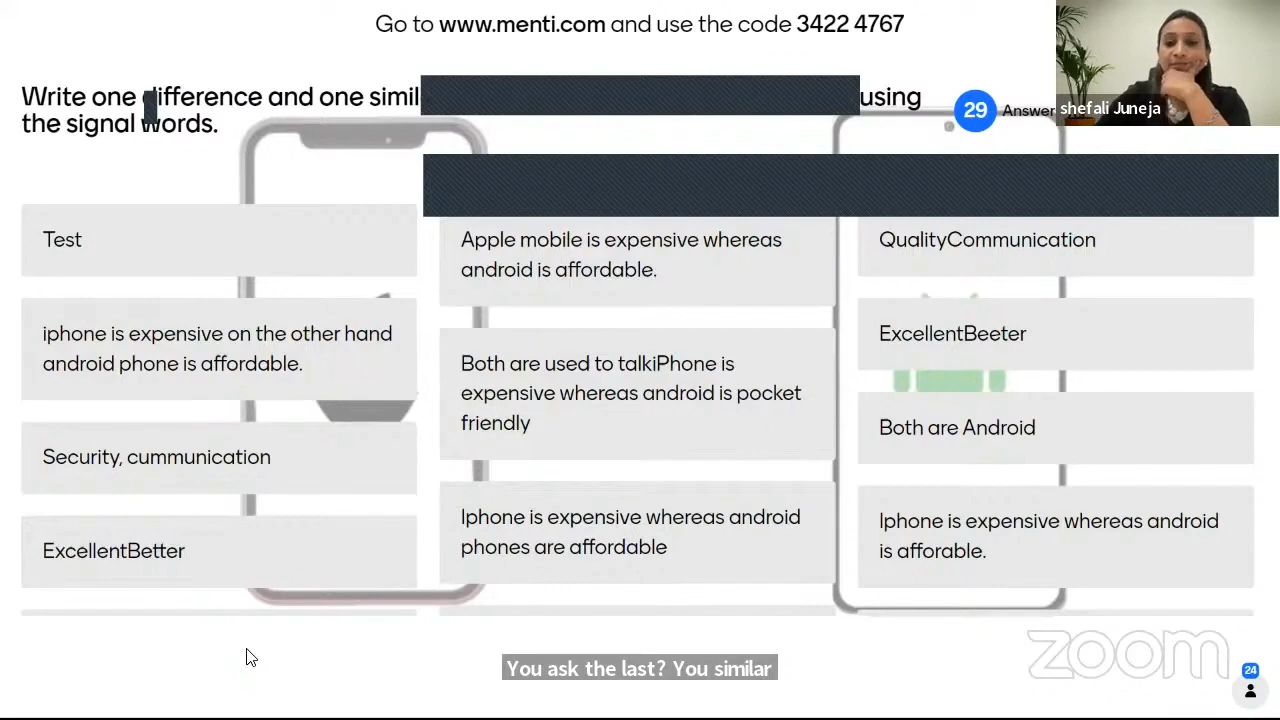 Go to www.menti.com and use the code 3422 4767
Write one difference and one simil
using
the signal words.
29 Answer
shefali Juneja
Test
iphone is expensive on the other hand
android phone is affordable.
Security, cummunication
ExcellentBetter
Apple mobile is expensive whereas
android is affordable.
Both are used to talkiPhone is
expensive whereas android is pocket
friendly
Iphone is expensive whereas android
phones are affordable
QualityCommunication
ExcellentBeeter
Both are Android
Iphone is expensive whereas android
is afforable.
You ask the last? You similar
zoom
24